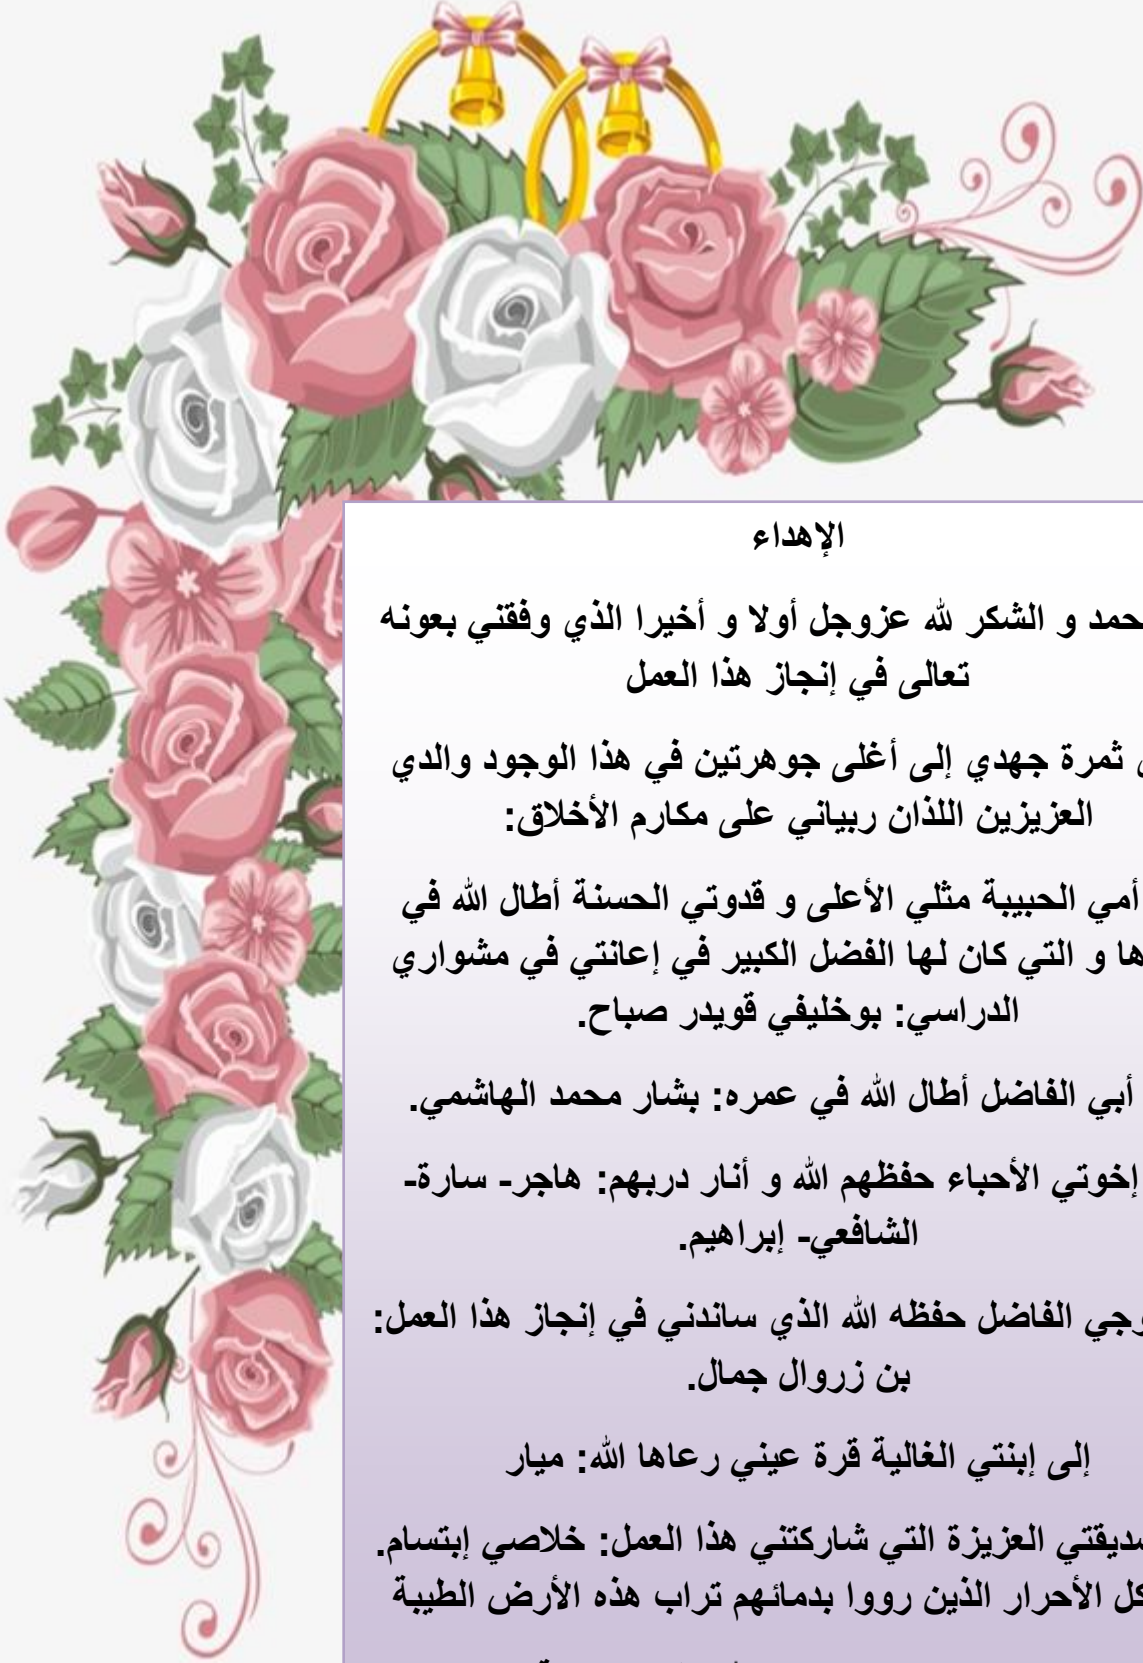 الإهداء
حمد و الشكر لله عزوجل أولا و أخيرا الذي وفقتي بعونه
تعالى في إنجاز هذا العمل
ثمرة جهدي إلى أغلى جوهرتين في هذا الوجود والدي
العزيزين اللذان ربياني على مكارم الأخلاق:
أمي الحبيبة مثلي الأعلى و قدوتي الحسنة أطال الله في
ها و التي كان لها الفضل الكبير في إعانتي في مشواري
الدراسي: بوخليفي قويدر صباح.
أبي الفاضل أطال الله في عمره: بشار محمد الهاشمي.
إخوتي الأحباء حفظهم الله و أنار دربهم: هاجر- سارة-
الشافعي- إبراهيم.
وجي الفاضل حفظه الله الذي ساندني في إنجاز هذا العمل:
بن زروال جمال.
إلى إبنتي الغالية قرة عيني رعاها الله: ميار
ديقتي العزيزة التي شاركتني هذا العمل: خلاصي إبتسام.
كل الأحرار الذين رووا بدمائهم تراب هذه الأرض الطيبة